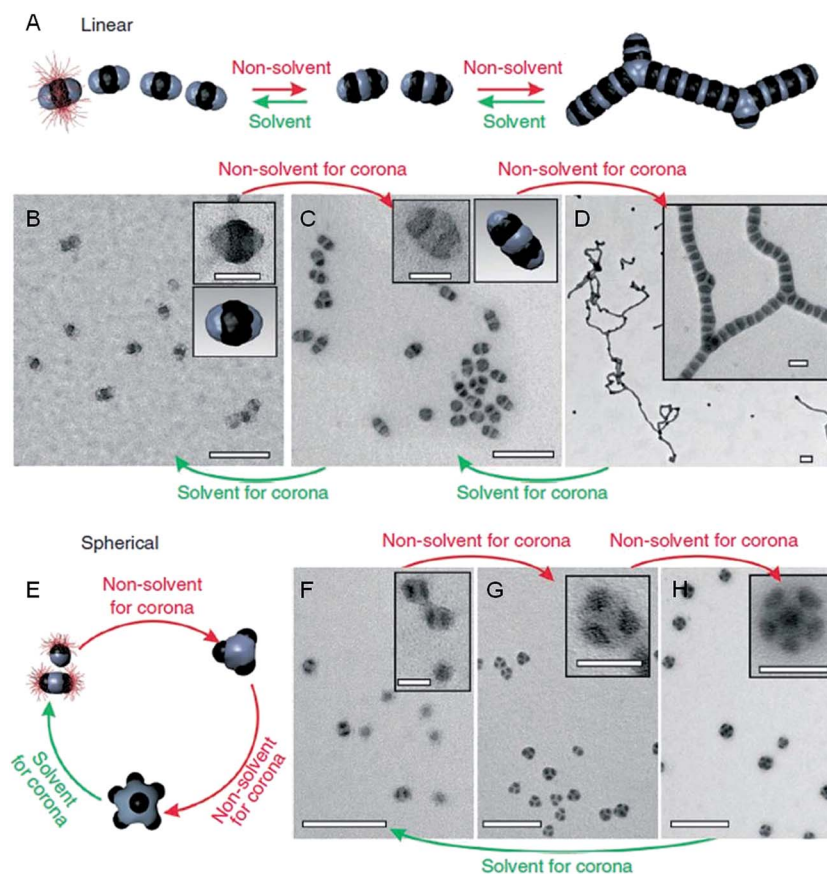 A
Linear
Non-solvent
Non-solvent
Solvent
Solvent
Non-solvent for corona
Non-solvent for corona
B
C
D
Solvent for corona
Solvent for corona
Spherical
Non-solvent for corona
Non-solvent for corona
E
F
G
H
Non-solvent
for corona
Non-solvent
for corona
Solvent
for corona
Solvent for corona